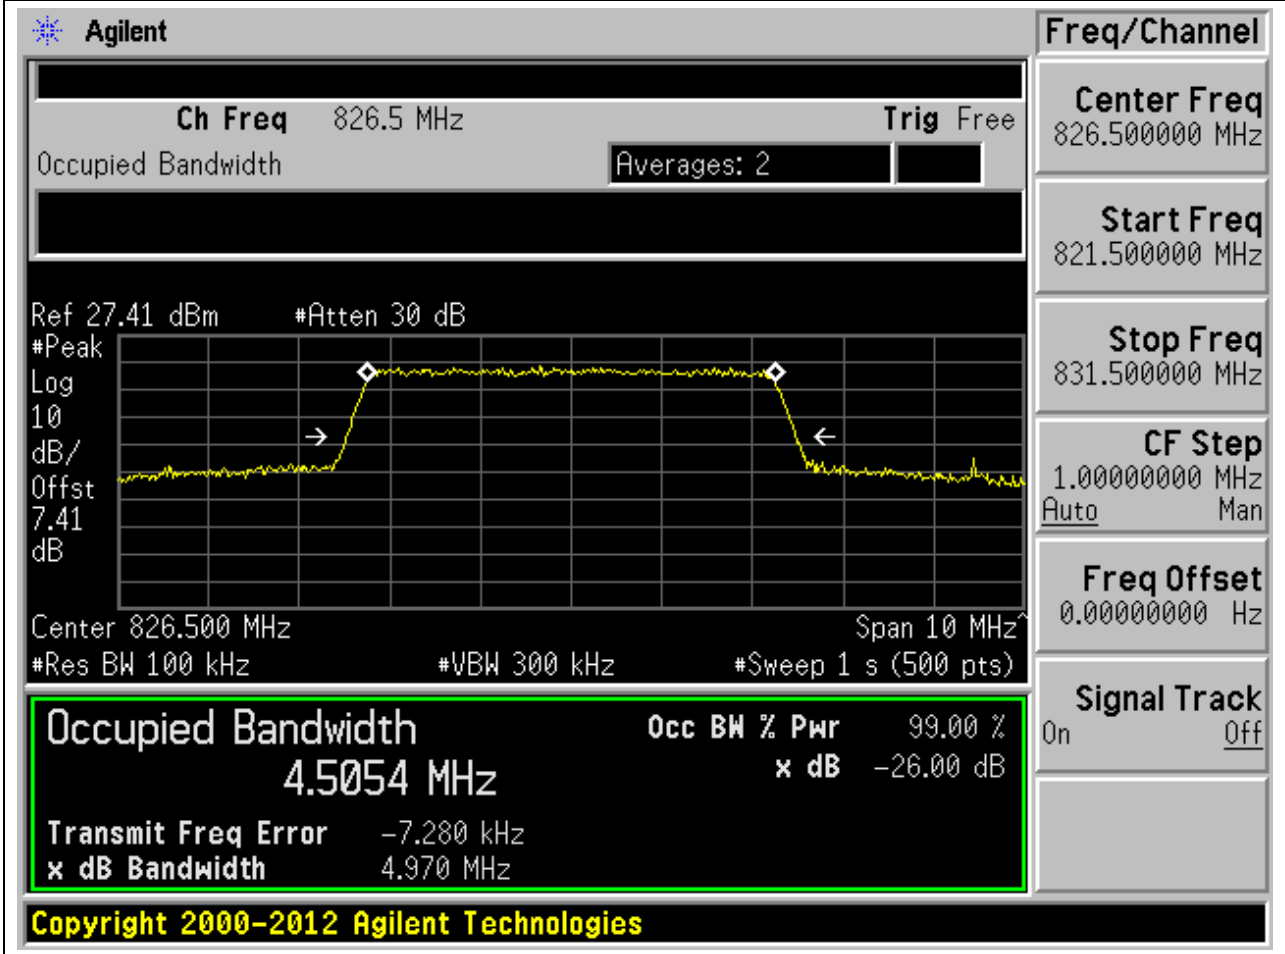 Agilent
Freq/Channel
Ch Freq 826.5 MHz Trig Free
Occupied Bandwidth Averages: 2
Center Freq
826.500000 MHz
Start Freq
821.500000 MHz
Stop Freq
831.500000 MHz
CF Step
1.00000000 MHz
Auto Man
Freq Offset
0.00000000 Hz
Signal Track
On Off
Ref 27.41 dBm #Atten 30 dB
#Peak
Log
10
dB/
Offst
7.41
dB
Center 826.500 MHz Span 10 MHz^
#Res BW 100 kHz #VBW 300 kHz #Sweep 1 s (500 pts)
Occupied Bandwidth Occ BW % Pwr 99.00 %
4.5054 MHz x dB -26.00 dB
Transmit Freq Error -7.280 kHz
x dB Bandwidth 4.970 MHz
Copyright 2000-2012 Agilent Technologies